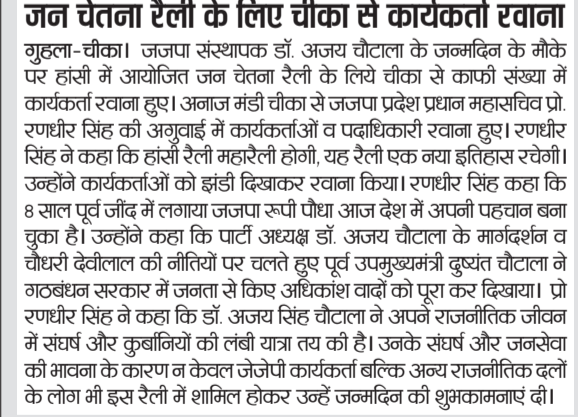 जन चेतना रैली के लिए चीका से कार्यकर्ता रवाना
गुहला-चीका। जजपा संस्थापक डॉ. अजय चौटाला के जन्मदिन के मौके
पर हांसी में आयोजित जन चेतना रैली के लिये चीका से काफी संख्या में
कार्यकर्ता रवाना हुए। अनाज मंडी चीका से जजपा प्रदेश प्रधान महासचिव प्रो.
रणधीर सिंह की अगुवाई में कार्यकर्ताओं व पदाधिकारी रवाना हुए। रणधीर
सिंह ने कहा कि हांसी रैली महारैली होगी, यह रैली एक नया इतिहास रचेगी।
उन्होंने कार्यकर्ताओं को झंडी दिखाकर रवाना किया। रणधीर सिंह कहा कि
8 साल पूर्व जींद में लगाया जजपा रूपी पौधा आज देश में अपनी पहचान बना
चुका है। उन्होंने कहा कि पार्टी अध्यक्ष डॉ. अजय चौटाला के मार्गदर्शन व
चौधरी देवीलाल की नीतियों पर चलते हुए पूर्व उपमुख्यमंत्री दुष्यंत चौटाला ने
गठबंधन सरकार में जनता से किए अधिकांश वादों को पूरा कर दिखाया। प्रो
रणधीर सिंह ने कहा कि डॉ. अजय सिंह चौटाला ने अपने राजनीतिक जीवन
में संघर्ष और कुर्बानियों की लंबी यात्रा तय की है। उनके संघर्ष और जनसेवा
की भावना के कारण न केवल जेजेपी कार्यकर्ता बल्कि अन्य राजनीतिक दलों
के लोग भी इस रैली में शामिल होकर उन्हें जन्मदिन की शुभकामनाएं दी।